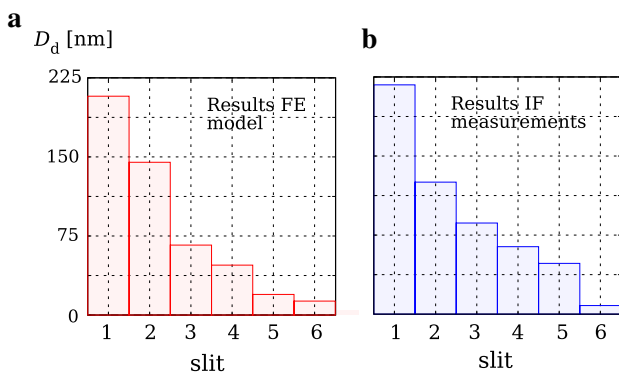 a
D_d [nm]
225
150
75
0
Results FE
model
1 2 3 4 5 6
slit
b
Results IF
measurements
1 2 3 4 5 6
slit